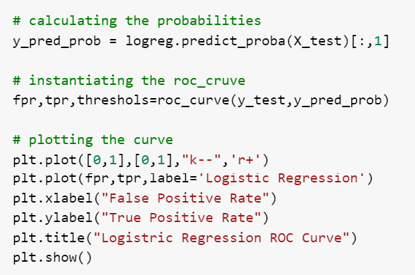 # calculating the probabilities
y_pred_prob = logreg.predict_proba(X_test)[:,1]
# instantiating the roc_cruve
fpr,tpr,threshols=roc_curve(y_test,y_pred_prob)
# plotting the curve
plt.plot([0,1],[0,1],"k--",'r+')
plt.plot(fpr,tpr,label='Logistic Regression')
plt.xlabel("False Positive Rate")
plt.ylabel("True Positive Rate")
plt.title("Logistric Regression ROC Curve")
plt.show()